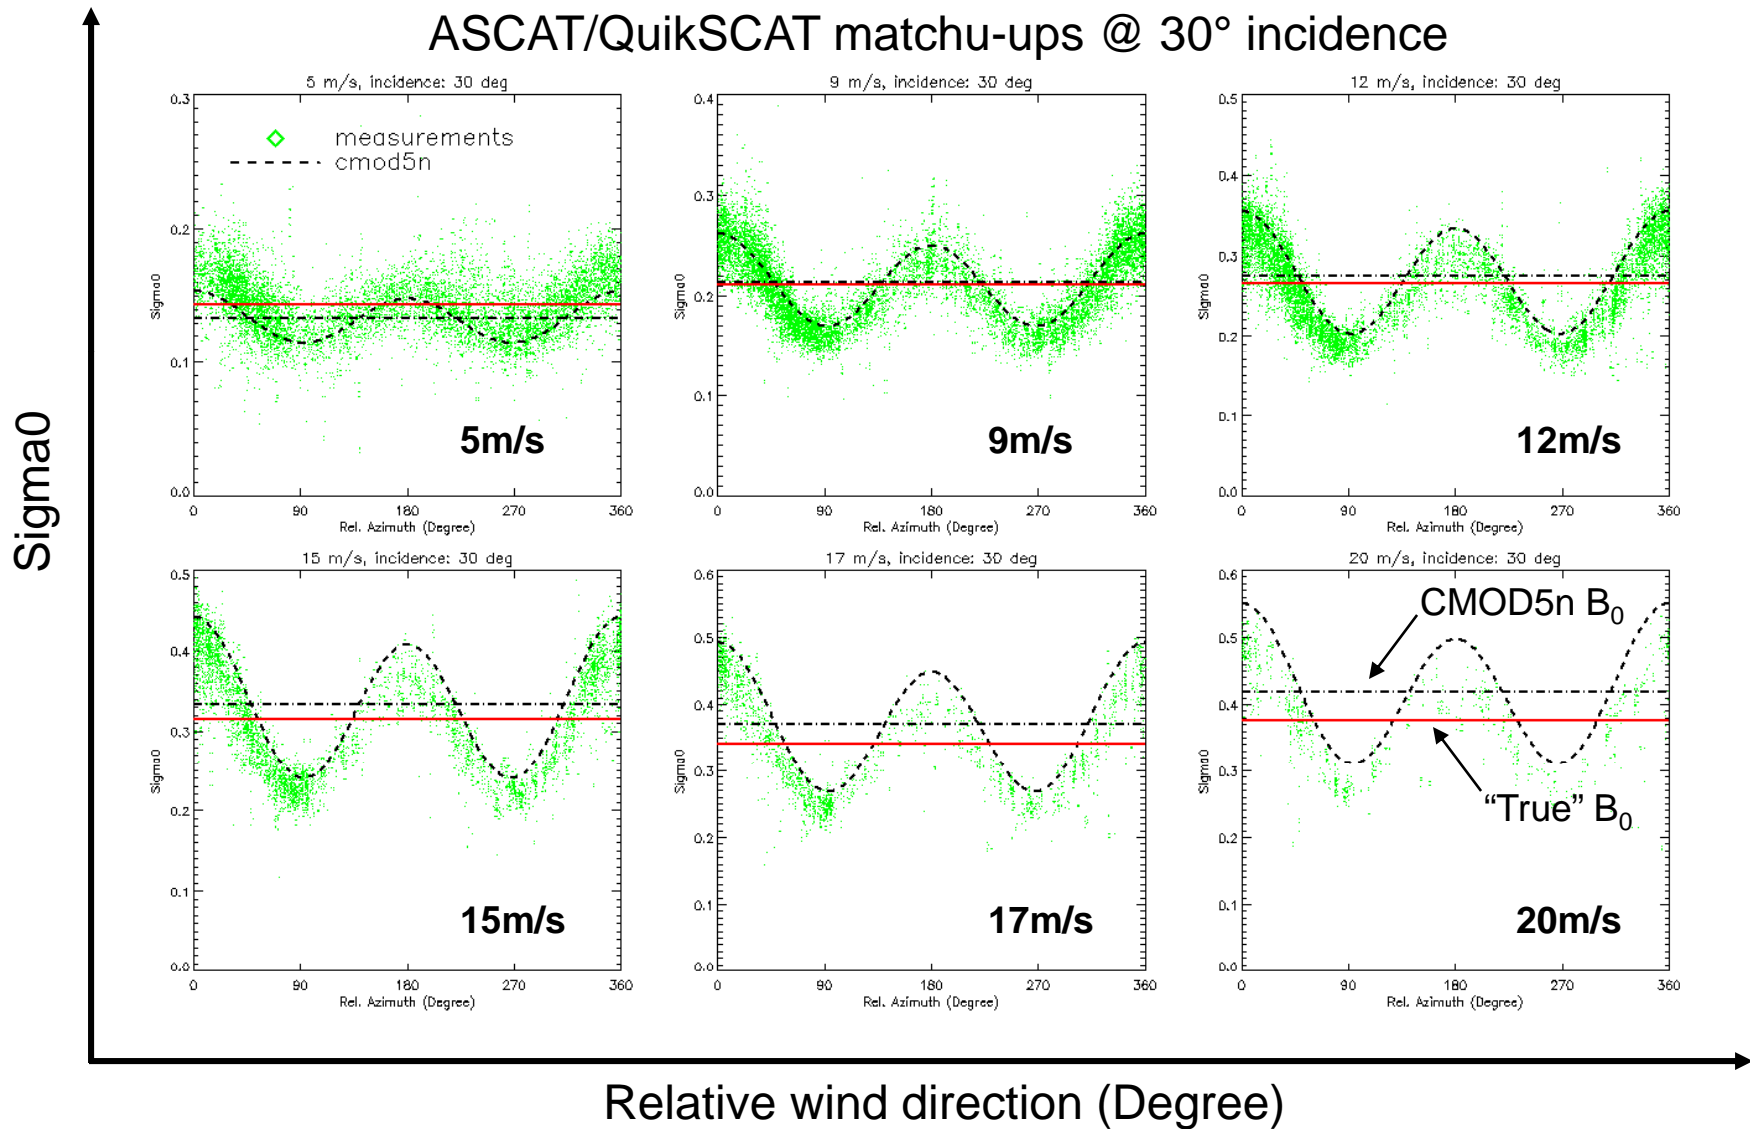 ASCAT/QuikSCAT matchu-ups @ 30° incidence
5 m/s, incidence: 30 deg
9 m/s, incidence: 30 deg
12 m/s, incidence: 30 deg
0.3
0.2
0.1
0.0
Sigma0
measurements
cmod5n
5m/s
0
90
180
270
360
Rel. Azimuth (Degree)
0.4
0.3
0.2
0.1
0.0
Sigma0
9m/s
0
90
180
270
360
Rel. Azimuth (Degree)
0.5
0.4
0.3
0.2
0.1
0.0
Sigma0
12m/s
0
90
180
270
360
Rel. Azimuth (Degree)
15 m/s, incidence: 30 deg
17 m/s, incidence: 30 deg
20 m/s, incidence: 30 deg
0.5
0.4
0.3
0.2
0.1
0.0
Sigma0
15m/s
0
90
180
270
360
Rel. Azimuth (Degree)
0.6
0.5
0.4
0.3
0.2
0.1
0.0
Sigma0
17m/s
0
90
180
270
360
Rel. Azimuth (Degree)
0.6
0.5
0.4
0.3
0.2
0.1
0.0
Sigma0
CMOD5n B₀
“True” B₀
20m/s
0
90
180
270
360
Rel. Azimuth (Degree)
Sigma0
Relative wind direction (Degree)